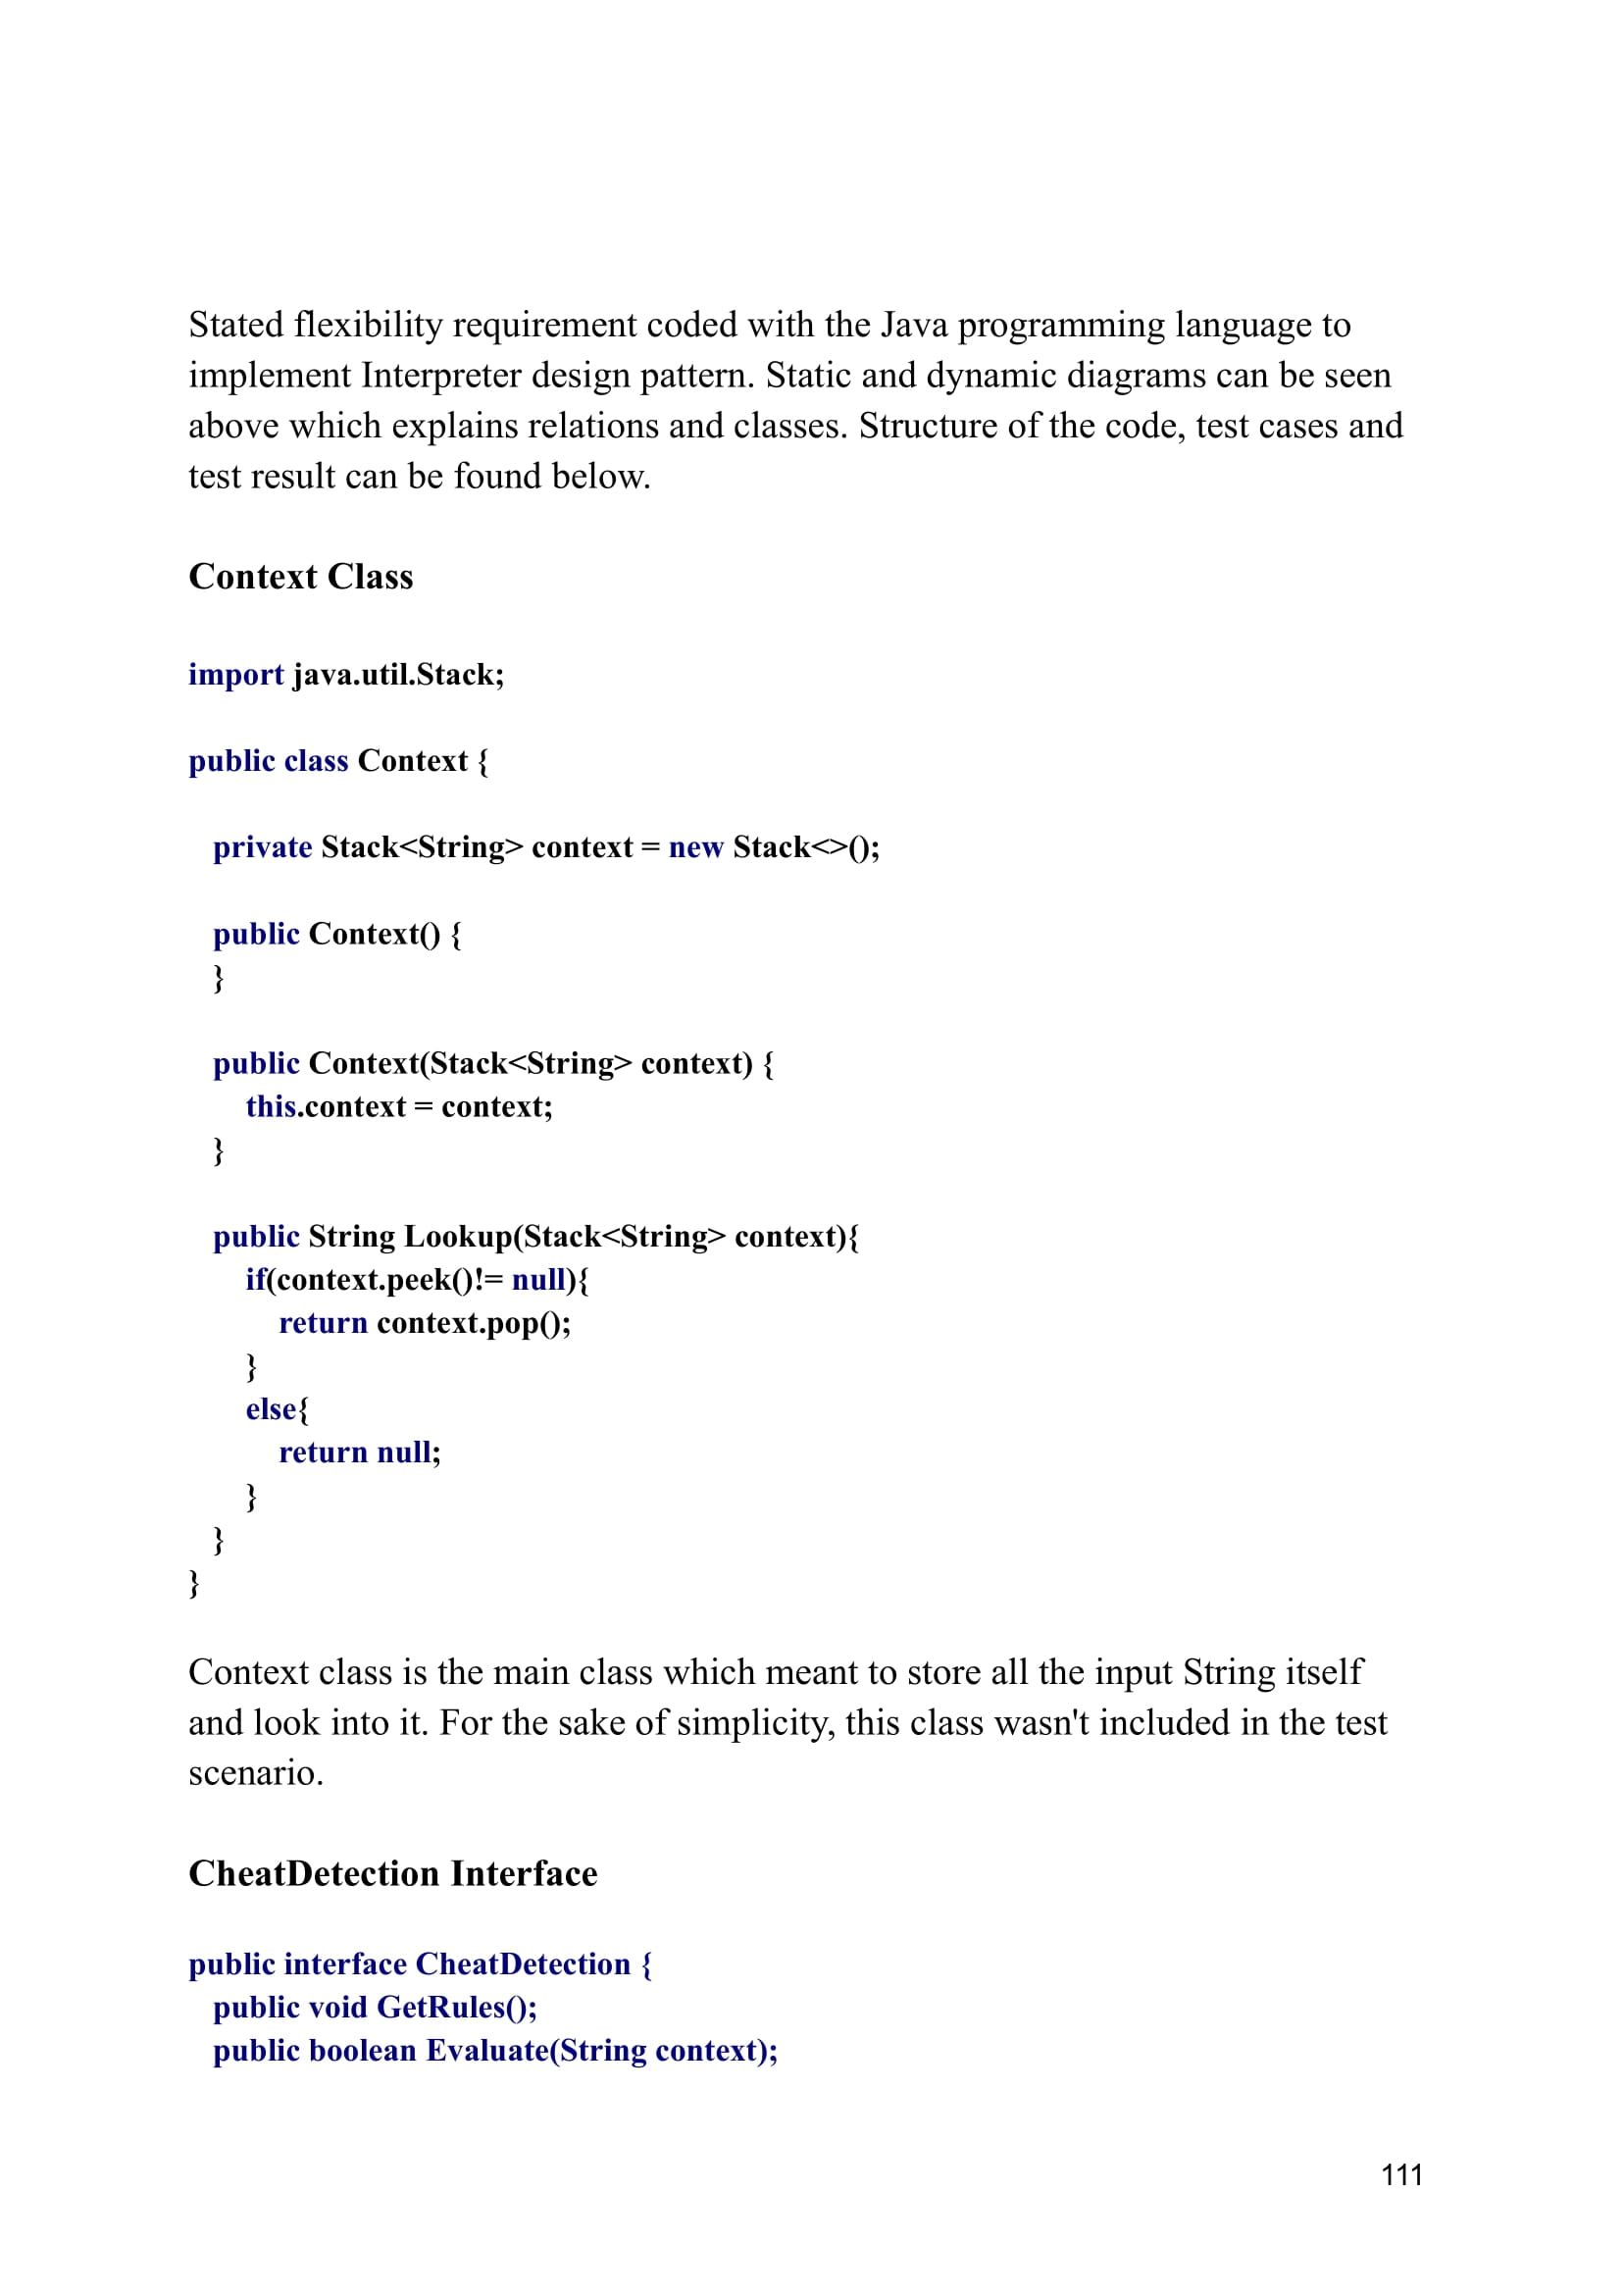 Stated flexibility requirement coded with the Java programming language to
implement Interpreter design pattern. Static and dynamic diagrams can be seen
above which explains relations and classes. Structure of the code, test cases and
test result can be found below.
Context Class
import java.util.Stack;
public class Context {
private Stack<String> context = new Stack<>();
public Context() {
}
public Context(Stack<String> context) {
this.context = context;
}
public String Lookup(Stack<String> context){
if(context.peek()!= null){
return context.pop();
}
else{
return null;
}
}
}
Context class is the main class which meant to store all the input String itself
and look into it. For the sake of simplicity, this class wasn't included in the test
scenario.
CheatDetection Interface
public interface CheatDetection {
public void GetRules();
public boolean Evaluate(String context);
111